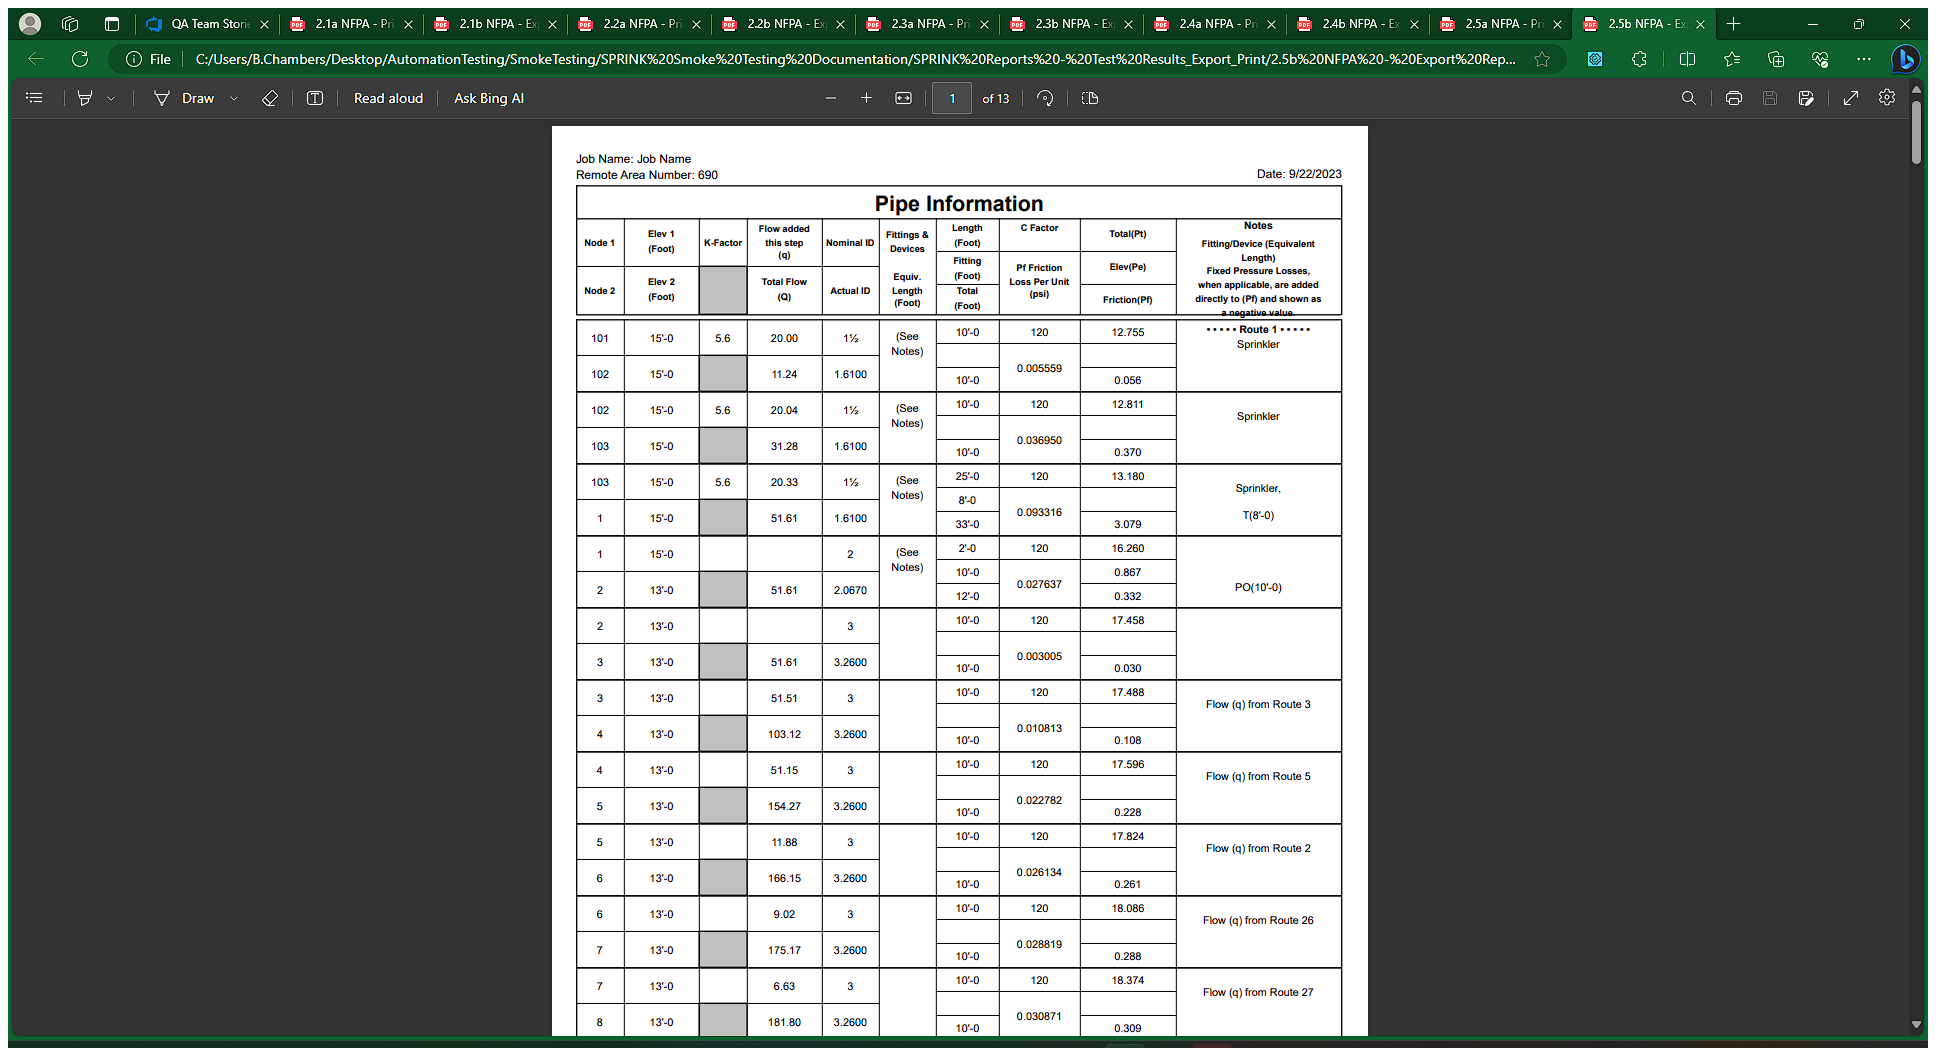 QA Team Storie
2.1a NFPA - Pri
2.1b NFPA - Ex
2.2a NFPA - Pri
2.2b NFPA - Ex
2.3a NFPA - Pri
2.3b NFPA - Ex
2.4a NFPA - Pri
2.4b NFPA - Ex
2.5a NFPA - Pri
2.5b NFPA - Ex
File
C:/Users/B.Chambers/Desktop/AutomationTesting/SmokeTesting/SPRINK%20Smoke%20Testing%20Documentation/SPRINK%20Reports%20-%20Test%20Results_Export_Print/2.5b%20NFPA%20-%20Export%20Rep...
Draw
Read aloud
Ask Bing AI
1 of 13
Job Name: Job Name
Remote Area Number: 690
Date: 9/22/2023
Pipe Information
Node 1
Node 2
Elev 1
(Foot)
Elev 2
(Foot)
K-Factor
Flow added
this step
(q)
Total Flow
(Q)
Nominal ID
Actual ID
Fittings &
Devices
Equiv.
Length
(Foot)
Length
(Foot)
Fitting
(Foot)
Total
(Foot)
C Factor
Pf Friction
Loss Per Unit
(psi)
Total(Pt)
Elev(Pe)
Friction(Pf)
Notes
Fitting/Device (Equivalent
Length)
Fixed Pressure Losses,
when applicable, are added
directly to (Pf) and shown as
a negative value.
101 15'-0 5.6 20.00 1½ (See Notes) 10'-0 120 12.755 • • • • • Route 1 • • • • •
Sprinkler
0.005559
102 15'-0 11.24 1.6100 10'-0 0.056
102 15'-0 5.6 20.04 1½ (See Notes) 10'-0 120 12.811 Sprinkler
0.036950
103 15'-0 31.28 1.6100 10'-0 0.370
103 15'-0 5.6 20.33 1½ (See Notes) 25'-0 120 13.180 Sprinkler,
8'-0 0.093316 T(8'-0)
1 15'-0 51.61 1.6100 33'-0 3.079
1 15'-0 2 (See Notes) 2'-0 120 16.260
10'-0 0.027637 0.867 PO(10'-0)
2 13'-0 51.61 2.0670 12'-0 0.332
2 13'-0 3 10'-0 120 17.458
0.003005
3 13'-0 51.61 3.2600 10'-0 0.030
3 13'-0 51.51 3 10'-0 120 17.488 Flow (q) from Route 3
0.010813
4 13'-0 103.12 3.2600 10'-0 0.108
4 13'-0 51.15 3 10'-0 120 17.596 Flow (q) from Route 5
0.022782
5 13'-0 154.27 3.2600 10'-0 0.228
5 13'-0 11.88 3 10'-0 120 17.824 Flow (q) from Route 2
0.026134
6 13'-0 166.15 3.2600 10'-0 0.261
6 13'-0 9.02 3 10'-0 120 18.086 Flow (q) from Route 26
0.028819
7 13'-0 175.17 3.2600 10'-0 0.288
7 13'-0 6.63 3 10'-0 120 18.374 Flow (q) from Route 27
0.030871
8 13'-0 181.80 3.2600 10'-0 0.309